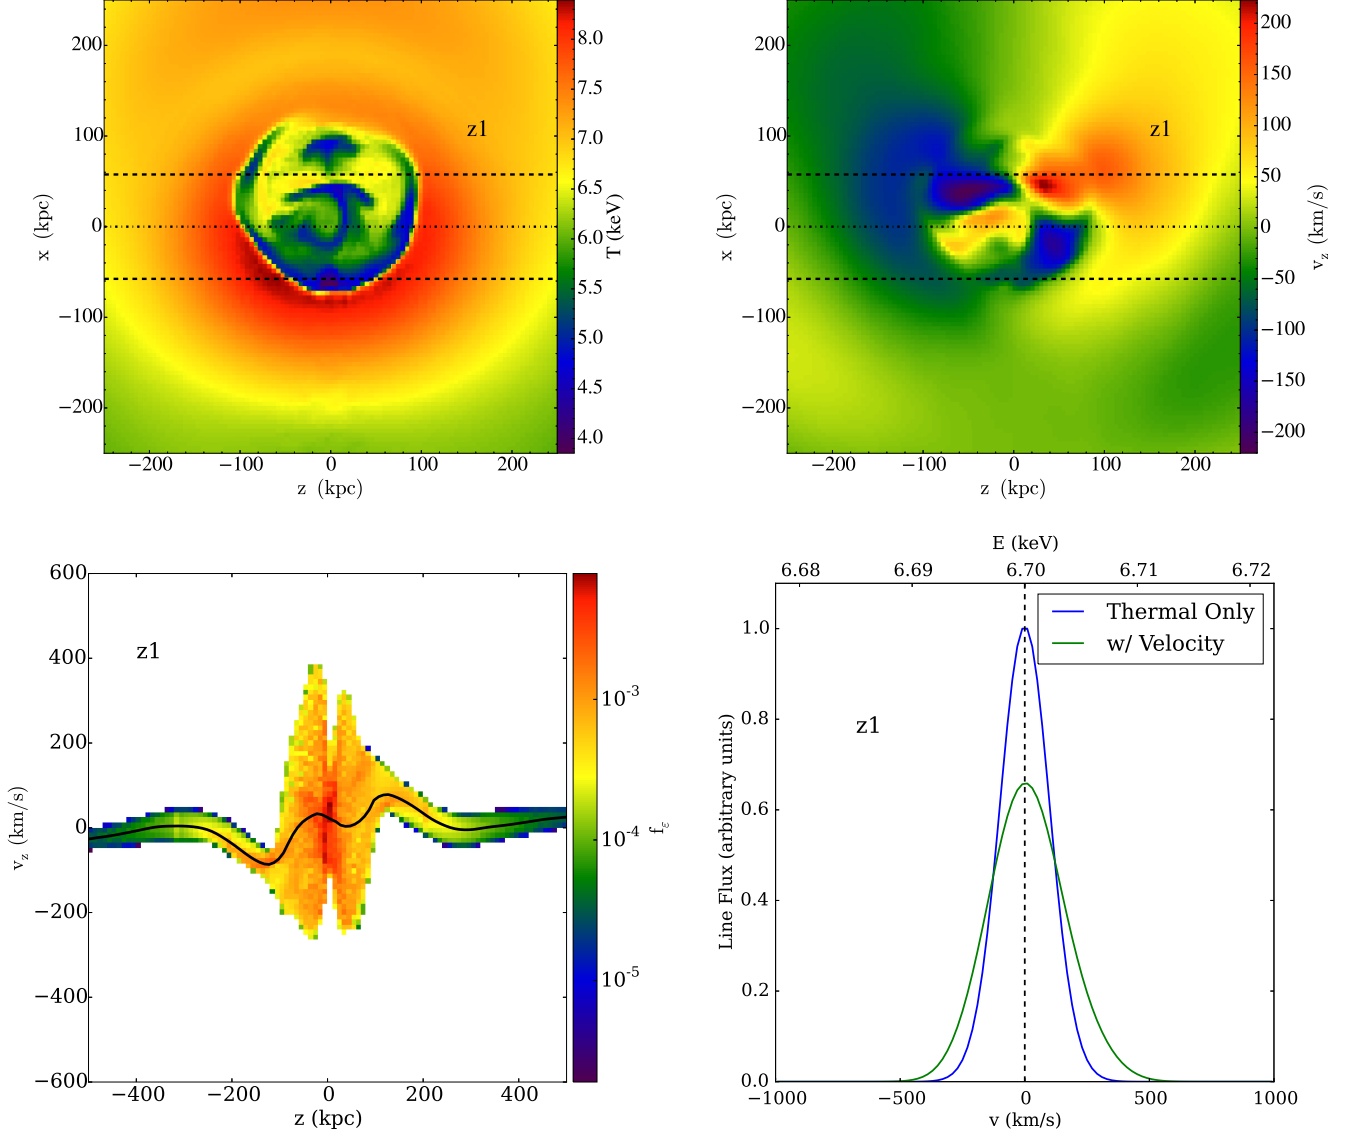 200
100
0
−100
−200
x (kpc)
z1
−200 −100 0 100 200
z (kpc)
8.0
7.5
7.0
6.5
6.0
5.5
5.0
4.5
4.0
T (keV)
200
100
0
−100
−200
x (kpc)
z1
−200 −100 0 100 200
z (kpc)
200
150
100
50
0
−50
−100
−150
−200
v_z (km/s)
600
400
200
0
−200
−400
−600
v_z (km/s)
z1
−400 −200 0 200 400
z (kpc)
10^-3
10^-4
10^-5
f_ε
E (keV)
6.68 6.69 6.70 6.71 6.72
Thermal Only
w/ Velocity
z1
1.0
0.8
0.6
0.4
0.2
0.0
Line Flux (arbitrary units)
−1000 −500 0 500 1000
v (km/s)